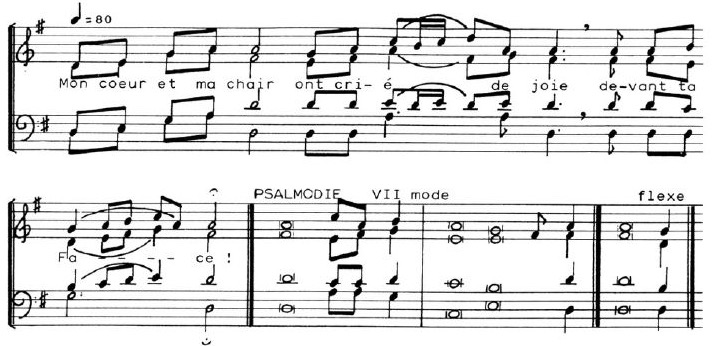 ♩=80
Mon coeur et ma chair ont cri- é de joie de-vant ta
PSALMODIE VII mode flexe
Fa - - - ce !